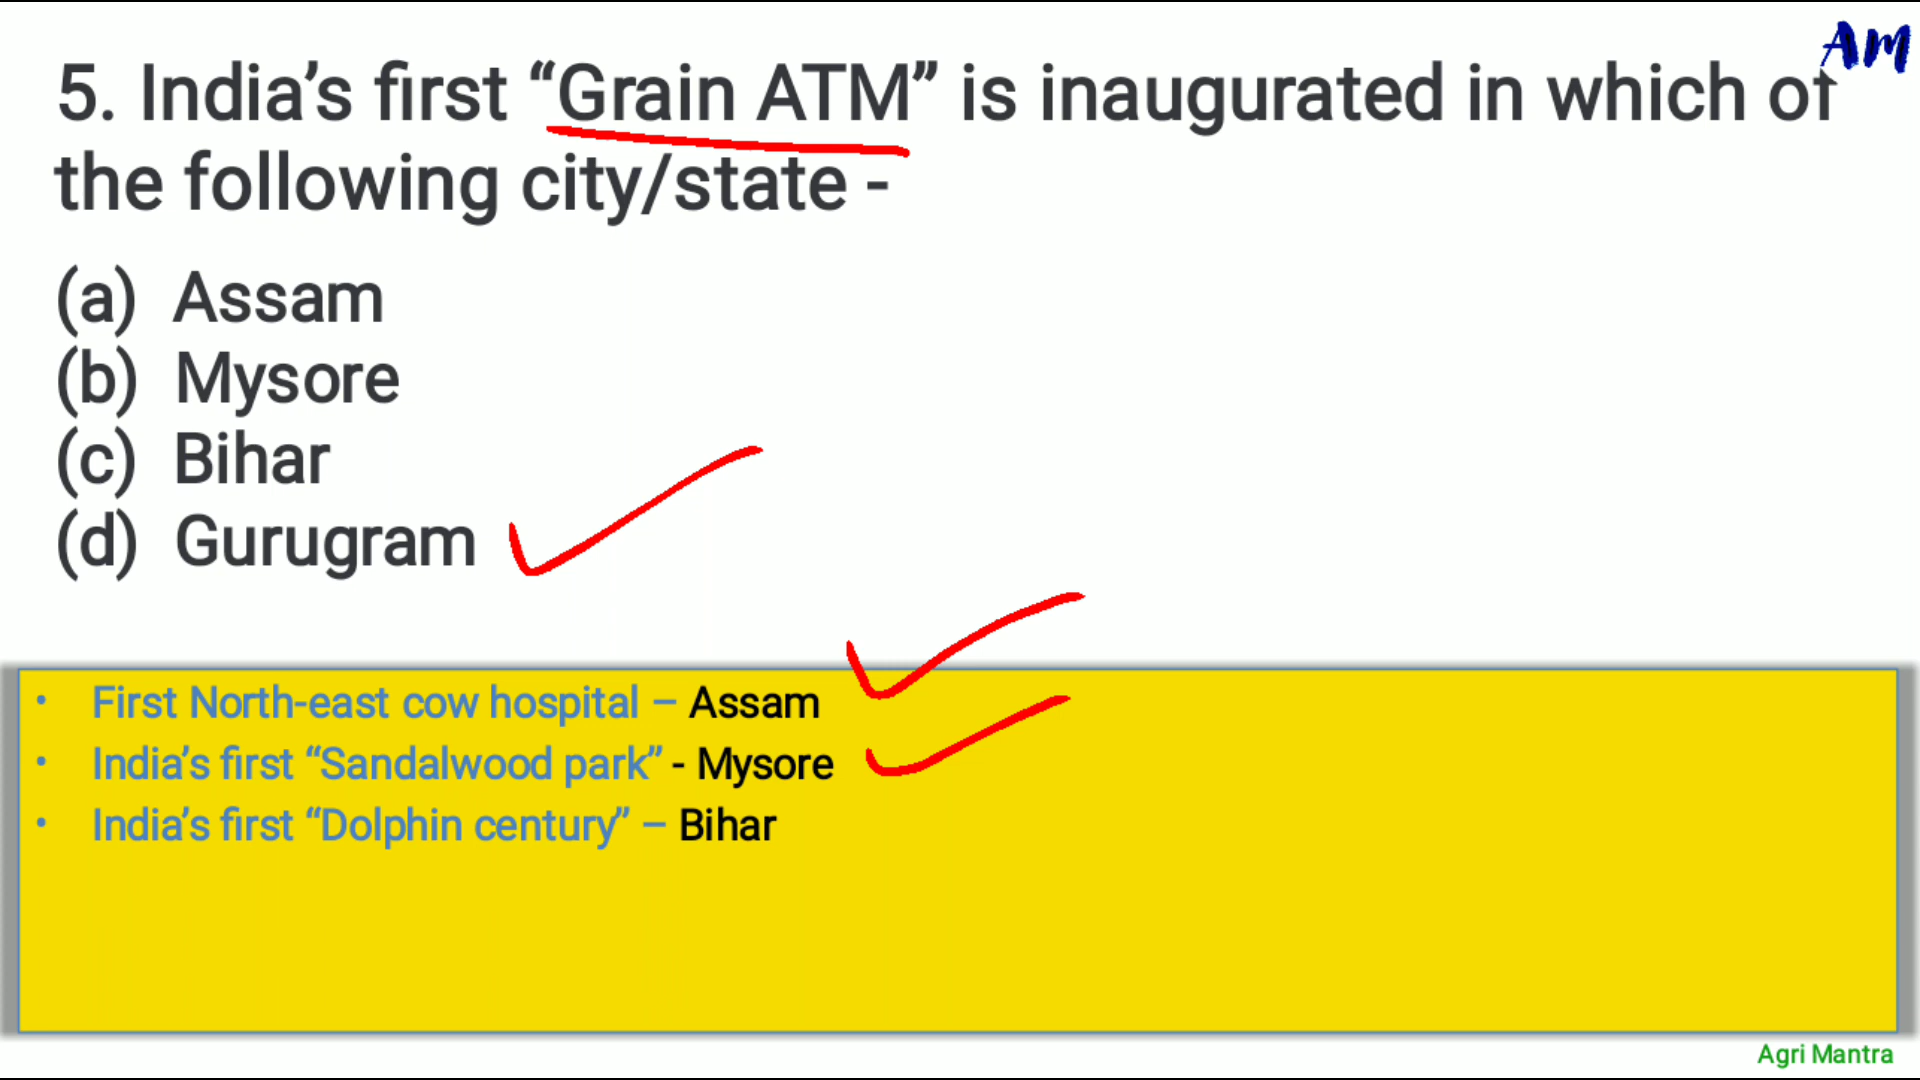 AM
5. India’s first “Grain ATM” is inaugurated in which of
the following city/state -
(a) Assam
(b) Mysore
(c) Bihar
(d) Gurugram
• First North-east cow hospital – Assam
• India’s first “Sandalwood park” - Mysore
• India’s first “Dolphin century” – Bihar
Agri Mantra